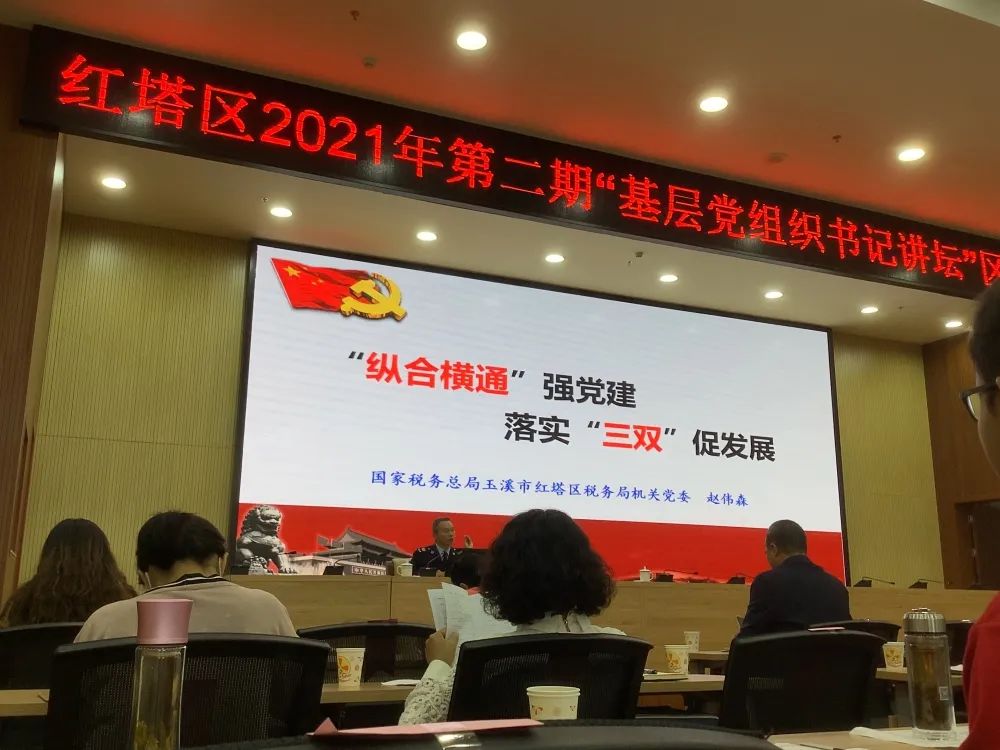 红塔区2021年第二期“基层党组织书记讲坛”区
“纵合横通”强党建
落实“三双”促发展
国家税务总局玉溪市红塔区税务局机关党委 赵伟森